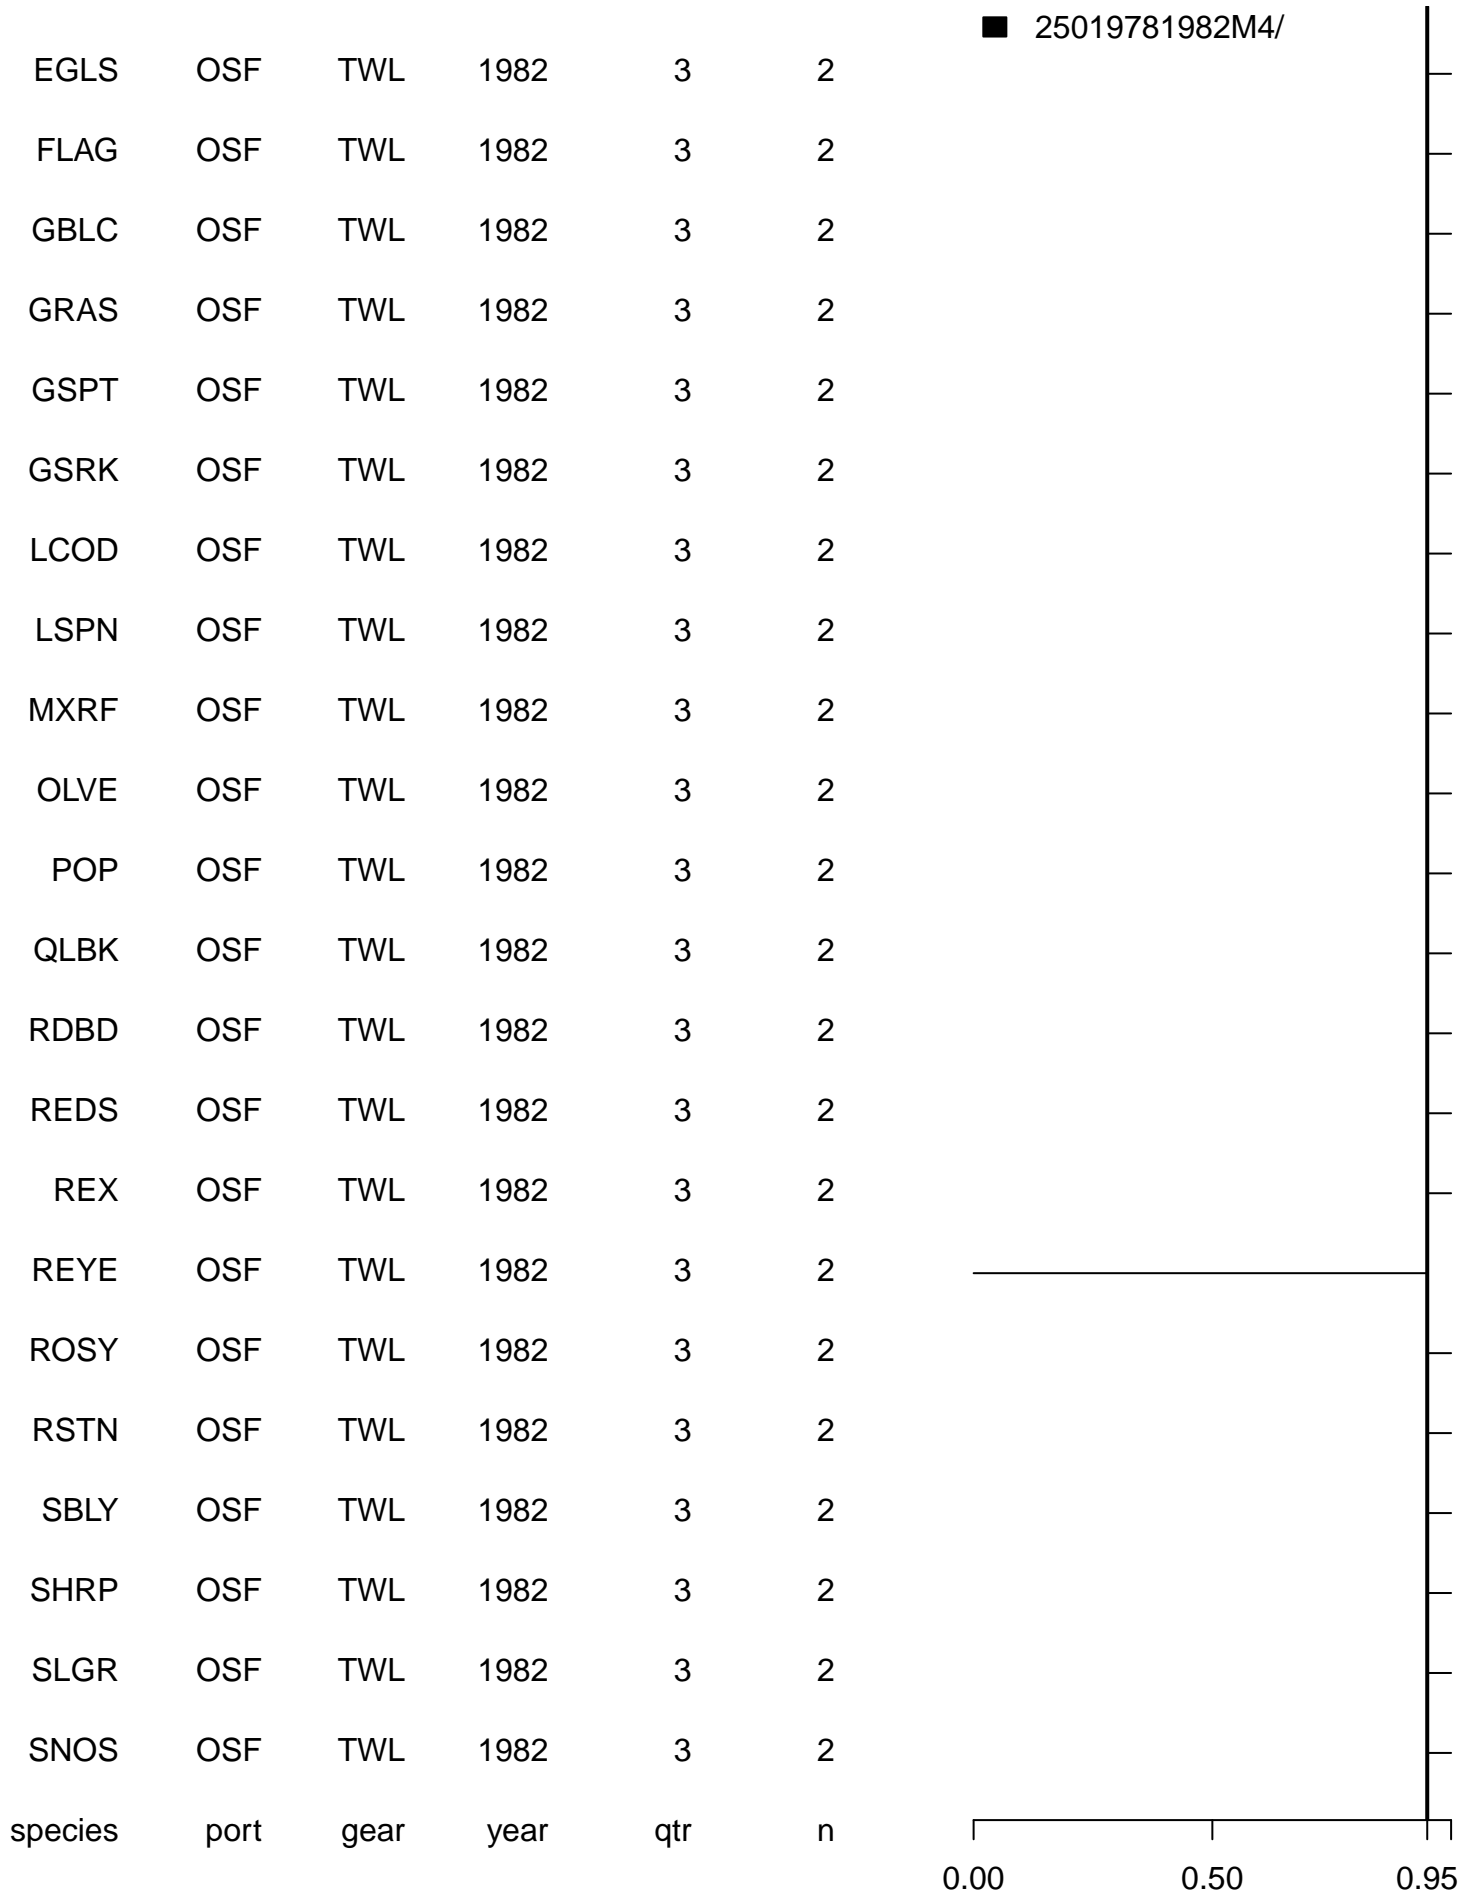 25019781982M4/
EGLS OSF TWL 1982 3 2
FLAG OSF TWL 1982 3 2
GBLC OSF TWL 1982 3 2
GRAS OSF TWL 1982 3 2
GSPT OSF TWL 1982 3 2
GSRK OSF TWL 1982 3 2
LCOD OSF TWL 1982 3 2
LSPN OSF TWL 1982 3 2
MXRF OSF TWL 1982 3 2
OLVE OSF TWL 1982 3 2
POP OSF TWL 1982 3 2
QLBK OSF TWL 1982 3 2
RDBD OSF TWL 1982 3 2
REDS OSF TWL 1982 3 2
REX OSF TWL 1982 3 2
REYE OSF TWL 1982 3 2
ROSY OSF TWL 1982 3 2
RSTN OSF TWL 1982 3 2
SBLY OSF TWL 1982 3 2
SHRP OSF TWL 1982 3 2
SLGR OSF TWL 1982 3 2
SNOS OSF TWL 1982 3 2
species port gear year qtr n
0.00 0.50 0.95